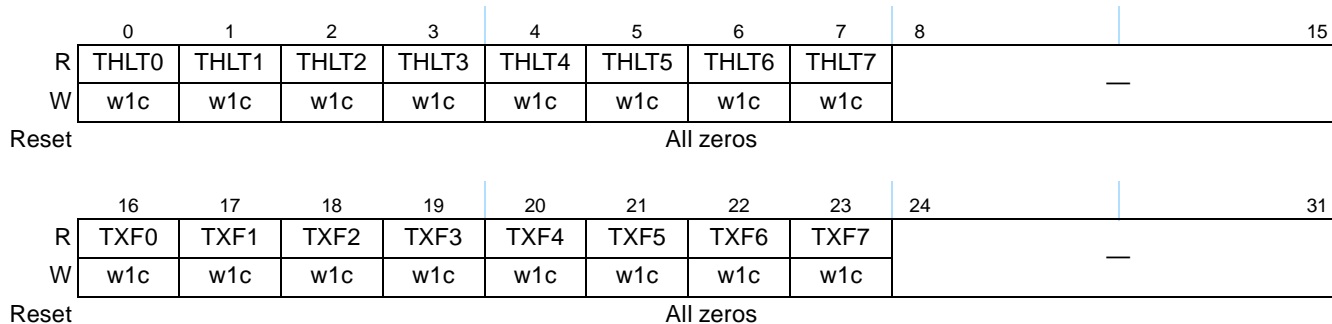 0 1 2 3 4 5 6 7 8 15
R THLT0 THLT1 THLT2 THLT3 THLT4 THLT5 THLT6 THLT7 —
W w1c w1c w1c w1c w1c w1c w1c w1c
Reset All zeros
16 17 18 19 20 21 22 23 24 31
R TXF0 TXF1 TXF2 TXF3 TXF4 TXF5 TXF6 TXF7 —
W w1c w1c w1c w1c w1c w1c w1c w1c
Reset All zeros